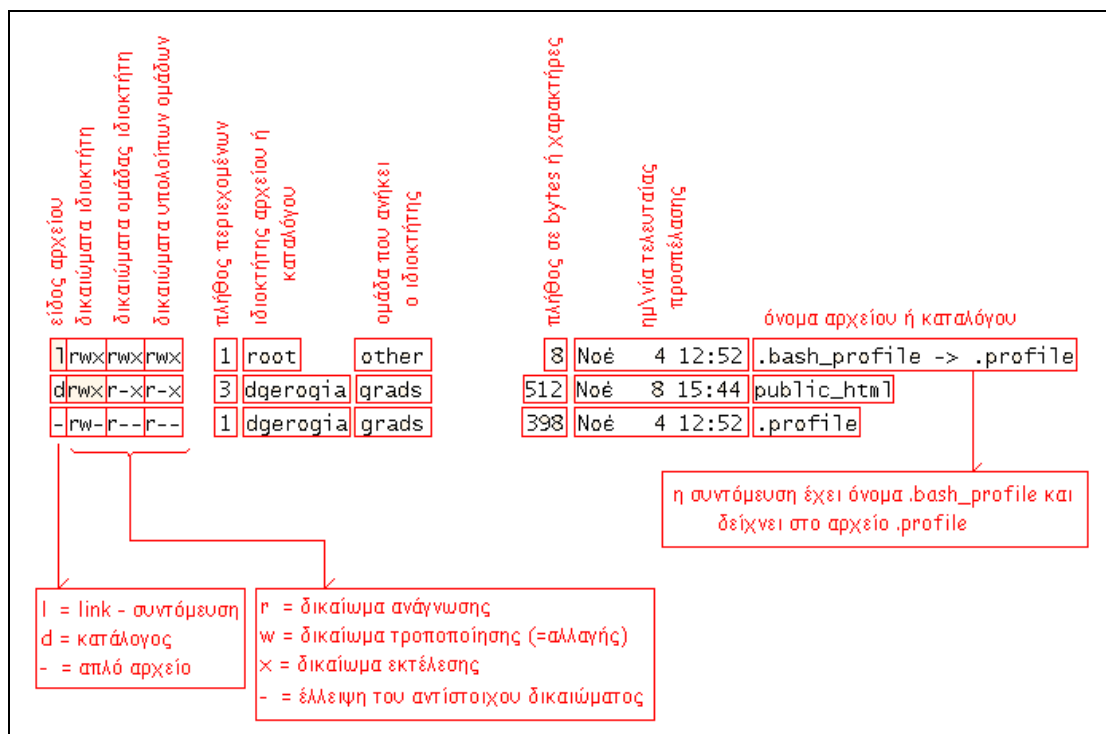 είδος αρχείου
δικαιώματα ιδιοκτήτη
δικαιώματα ομάδας ιδιοκτήτη
δικαιώματα υπολοίπων ομάδων
πλήθος περιεχομένων
ιδιοκτήτης αρχείου ή
καταλόγου
ομάδα που ανήκει
ο ιδιοκτήτης
πλήθος σε bytes ή χαρακτήρες
ημ\νία τελευταίας
προσπέλασης
όνομα αρχείου ή καταλόγου
lrwxrwxrwx 1 root other 8 Νοέ 4 12:52 .bash_profile -> .profile
drwxr-xr-x 3 dgerogia grads 512 Νοέ 8 15:44 public_html
-rw-r--r-- 1 dgerogia grads 398 Νοέ 4 12:52 .profile
η συντόμευση έχει όνομα .bash_profile και
δείχνει στο αρχείο .profile
l = link - συντόμευση
d = κατάλογος
- = απλό αρχείο
r = δικαίωμα ανάγνωσης
w = δικαίωμα τροποποίησης (=αλλαγής)
x = δικαίωμα εκτέλεσης
- = έλλειψη του αντίστοιχου δικαιώματος